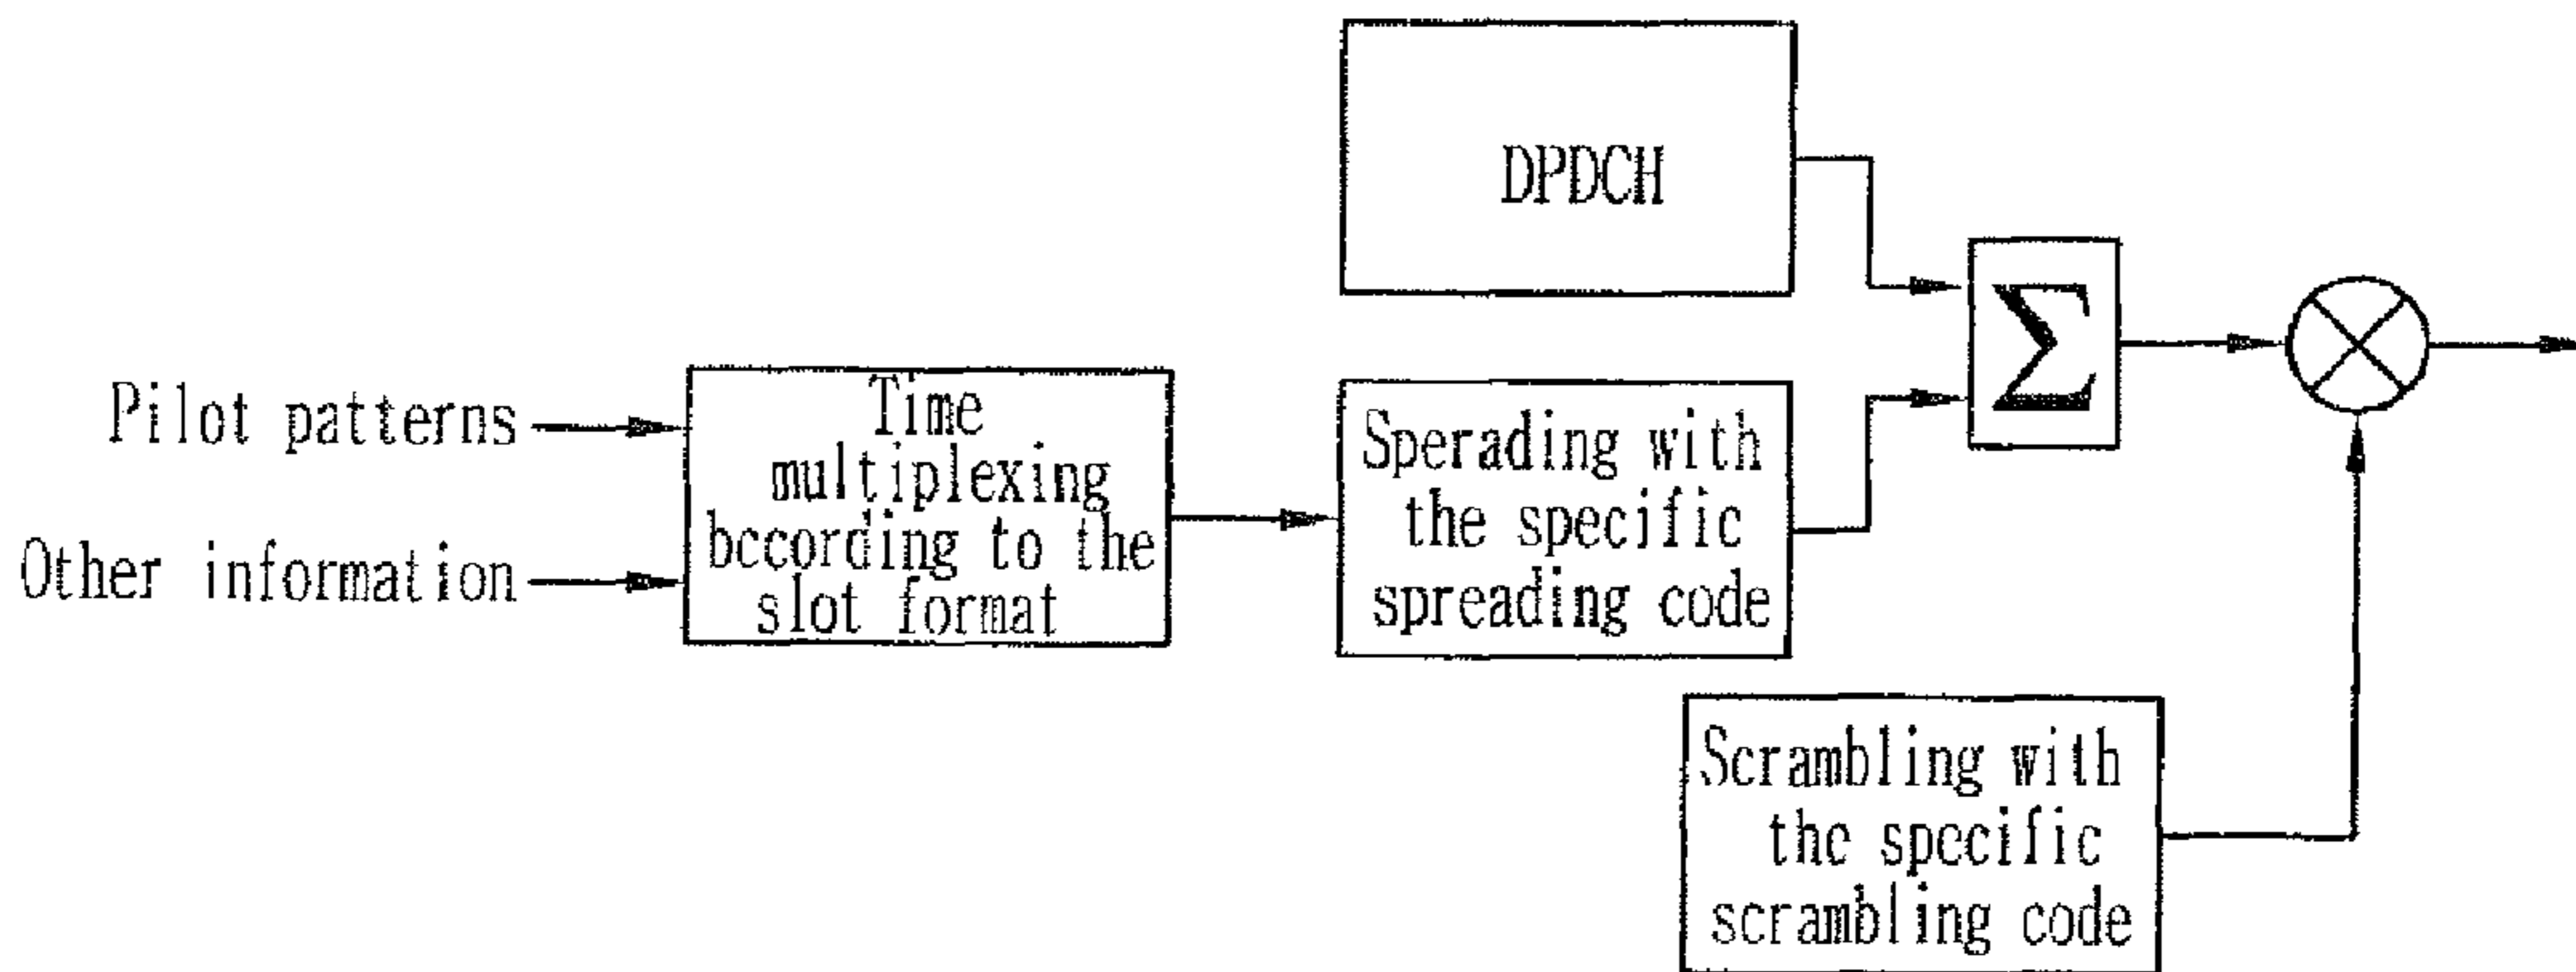 DPDCH
Σ
Pilot patterns
Other information
Time
multiplexing
bccording to the
slot format
Sperading with
the specific
spreading code
Scrambling with
the specific
scrambling code